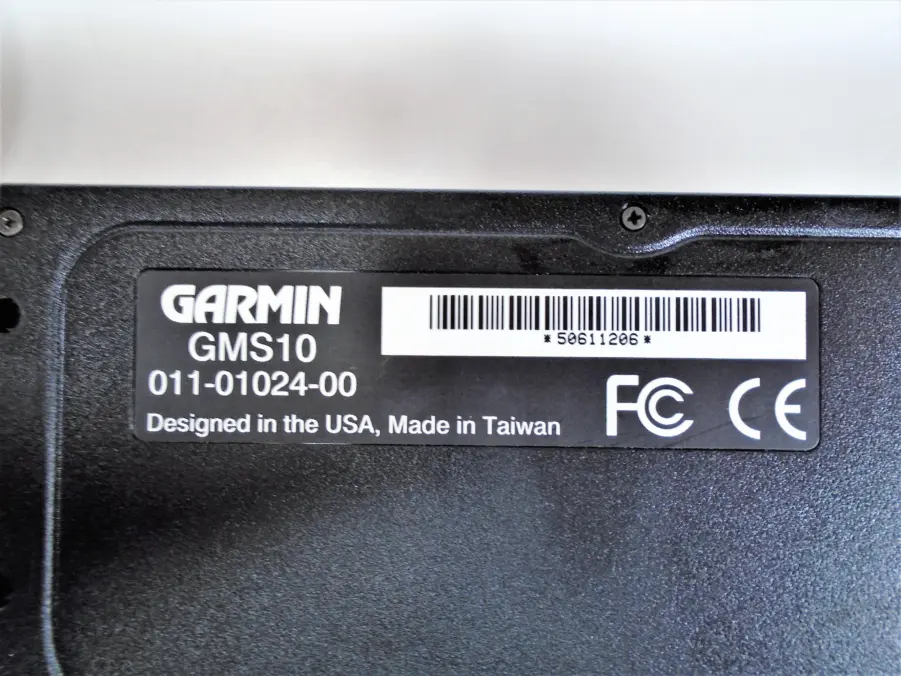 GARMIN
GMS10
011-01024-00
Designed in the USA, Made in Taiwan
*50611206*
FC CE